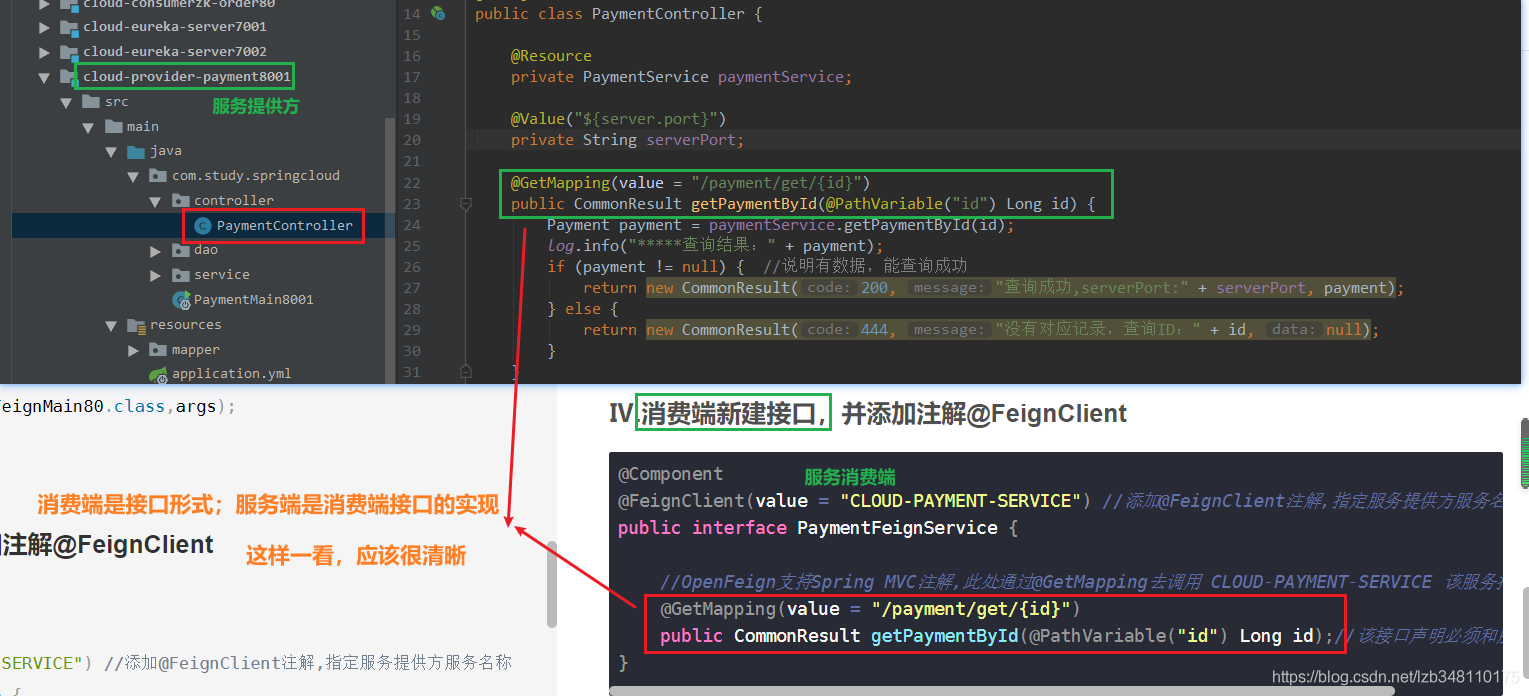 cloud-consumerzk-order80
cloud-eureka-server7001
cloud-eureka-server7002
cloud-provider-payment8001
服务提供方
src
main
java
com.study.springcloud
controller
PaymentController
dao
service
PaymentMain8001
resources
mapper
application.yml
14 public class PaymentController {
15
16 @Resource
17 private PaymentService paymentService;
18
19 @Value("${server.port}")
20 private String serverPort;
21
22 @GetMapping(value = "/payment/get/{id}")
23 public CommonResult getPaymentById(@PathVariable("id") Long id) {
24 Payment payment = paymentService.getPaymentById(id);
25 log.info("*****查询结果：" + payment);
26 if (payment != null) { //说明有数据，能查询成功
27 return new CommonResult( code: 200, message: "查询成功,serverPort:" + serverPort, payment);
28 } else {
29 return new CommonResult( code: 444, message: "没有对应记录，查询ID：" + id, data: null);
30 }
31 }
eignMain80.class,args);
消费端是接口形式；服务端是消费端接口的实现
注解@FeignClient
这样一看，应该很清晰
SERVICE") //添加@FeignClient注解,指定服务提供方服务名称
{
IV.消费端新建接口，并添加注解@FeignClient
服务消费端
@Component
@FeignClient(value = "CLOUD-PAYMENT-SERVICE") //添加@FeignClient注解,指定服务提供方服务名
public interface PaymentFeignService {
//OpenFeign支持Spring MVC注解,此处通过@GetMapping去调用 CLOUD-PAYMENT-SERVICE 该服务
@GetMapping(value = "/payment/get/{id}")
public CommonResult getPaymentById(@PathVariable("id") Long id);//该接口声明必须和
}
https://blog.csdn.net/lzb348110175